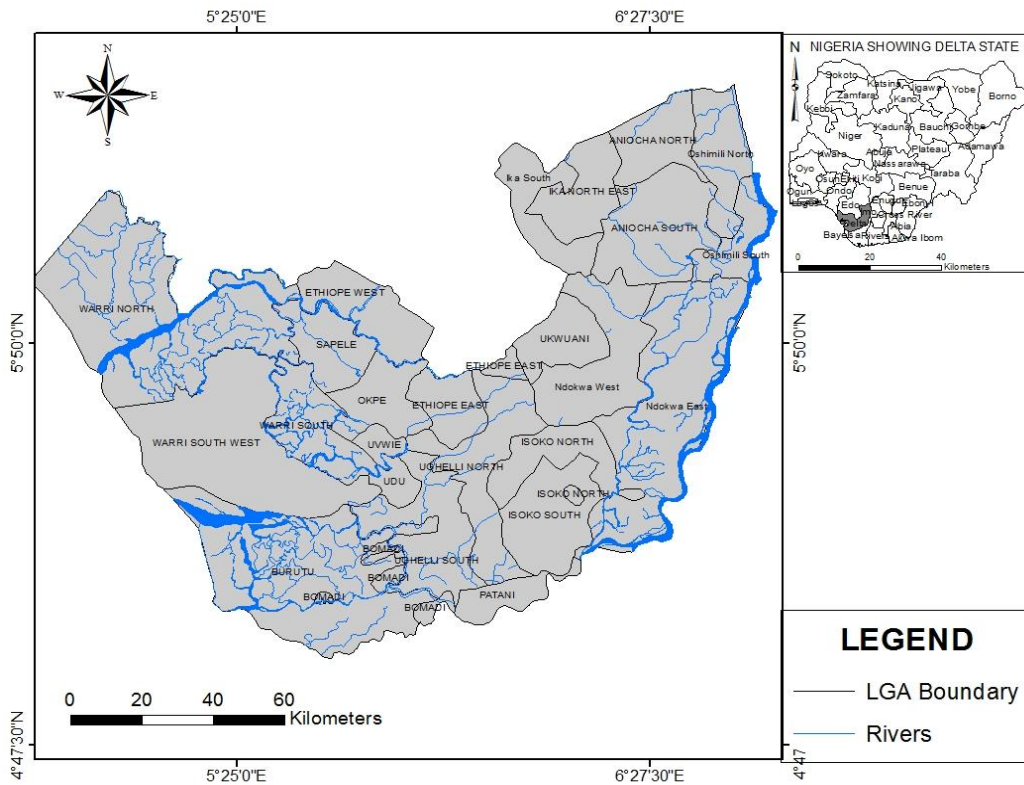 5°25'0"E
6°27'30"E
N
W
E
S
5°50'0"N
5°50'0"N
ANIOCHA NORTH
Oshimili North
Ika South
IKA NORTH EAST
ANIOCHA SOUTH
Oshimili South
ETHIOPE WEST
WARRI NORTH
SAPELE
UKWUANI
ETHIOPE EAST
Ndokwa West
OKPE
ETHIOPE EAST
Ndokwa East
WARRI SOUTH
WARRI SOUTH WEST
UVWIE
ISOKO NORTH
UGHELLI NORTH
UDU
ISOKO NORTH
ISOKO SOUTH
BOMADI
UGHELLI SOUTH
BURUTU
BOMADI
BOMADI
PATANI
BOMADI
0 20 40 60
Kilometers
4°47'30"N
4°47
5°25'0"E
6°27'30"E
N
NIGERIA SHOWING DELTA STATE
S
Sokoto
Katsina
Jigawa
Yobe
Borno
Zamfara
Kano
Kebbi
Kaduna
Bauchi
Gombe
Niger
Adamawa
Kwara
Abuja
Plateau
Nassarawa
Oyo
Taraba
Osun
Ekiti
Kogi
Benue
Ogun
Ondo
Lagos
Edo
Enugu
Ebonyi
Cross River
Delta
Abia
Bayelsa
Rivers
Akwa Ibom
0 20 40
Kilometers
LEGEND
LGA Boundary
Rivers